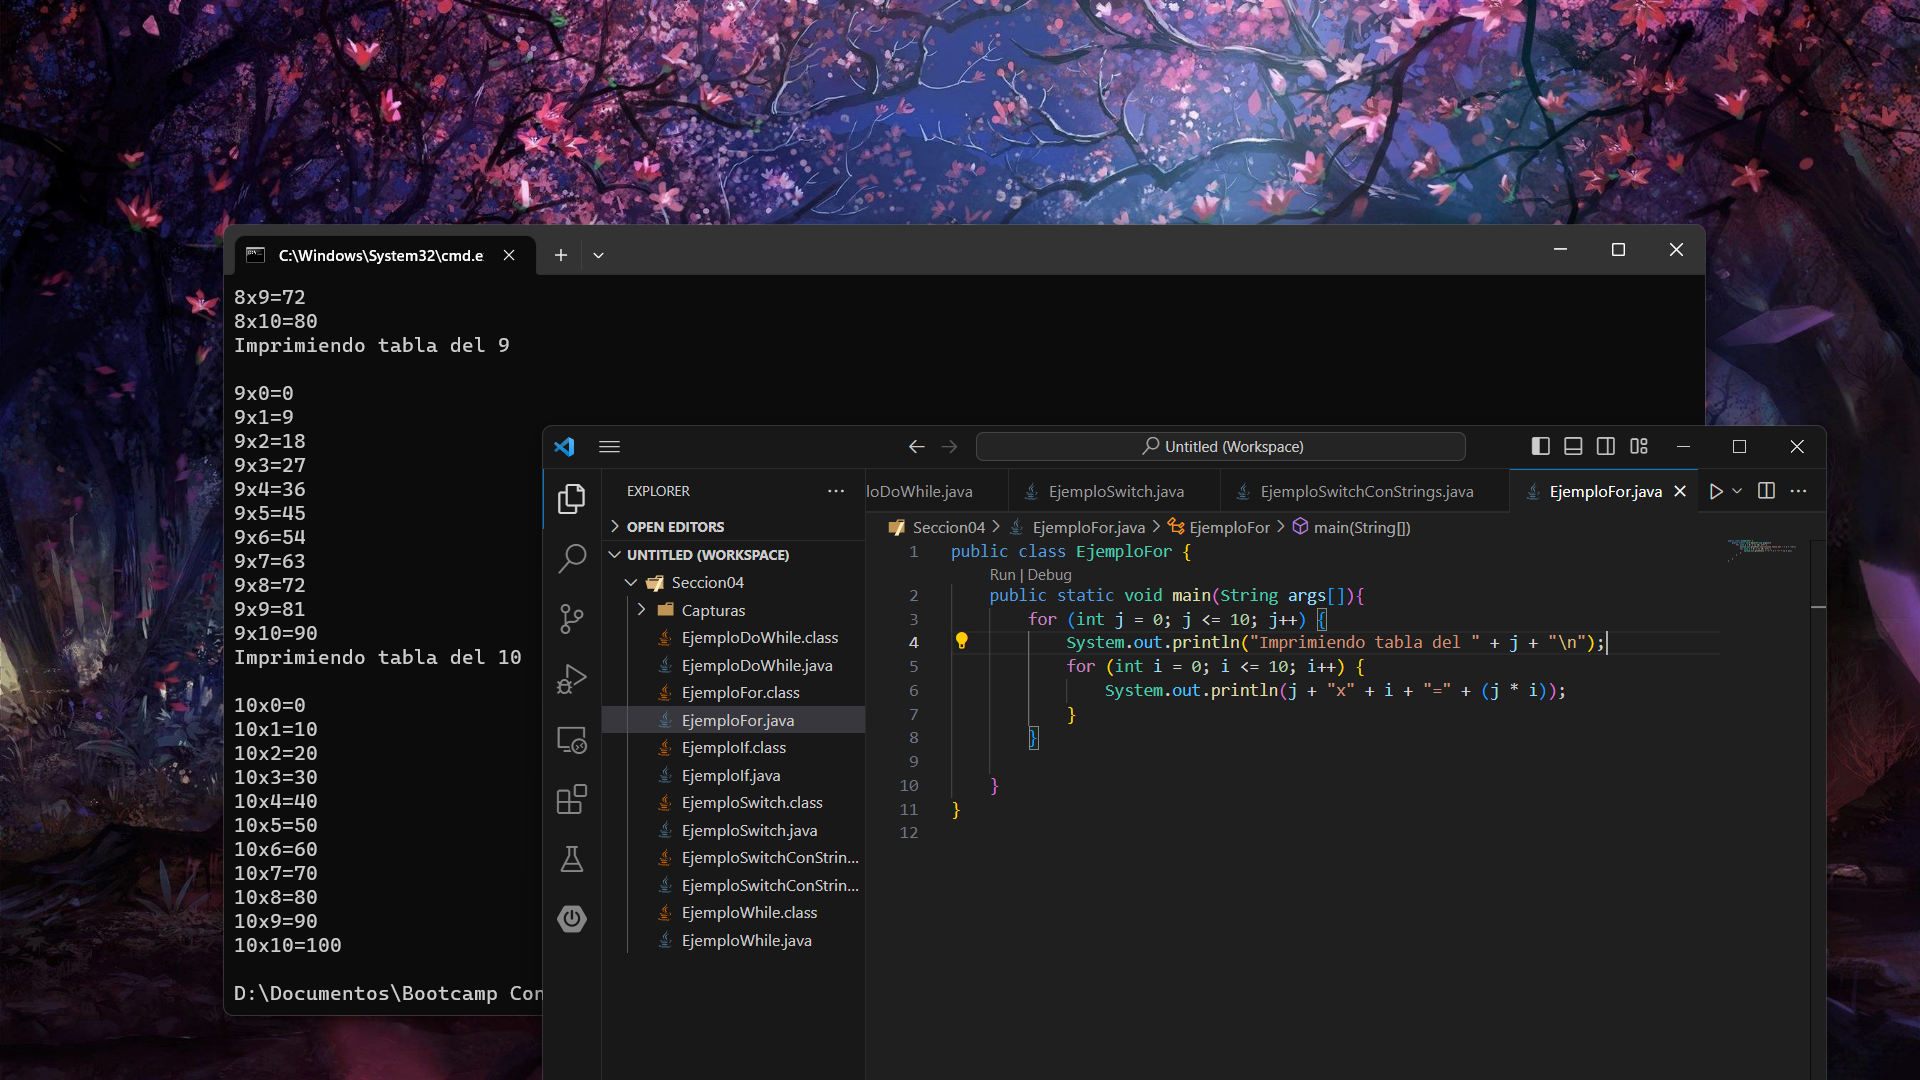 C:\Windows\System32\cmd.e
8x9=72
8x10=80
Imprimiendo tabla del 9
9x0=0
9x1=9
9x2=18
9x3=27
9x4=36
9x5=45
9x6=54
9x7=63
9x8=72
9x9=81
9x10=90
Imprimiendo tabla del 10
10x0=0
10x1=10
10x2=20
10x3=30
10x4=40
10x5=50
10x6=60
10x7=70
10x8=80
10x9=90
10x10=100
D:\Documentos\Bootcamp Con
Untitled (Workspace)
EXPLORER
OPEN EDITORS
UNTITLED (WORKSPACE)
Seccion04
Capturas
EjemploDoWhile.class
EjemploDoWhile.java
EjemploFor.class
EjemploFor.java
EjemploIf.class
EjemploIf.java
EjemploSwitch.class
EjemploSwitch.java
EjemploSwitchConStrin...
EjemploSwitchConStrin...
EjemploWhile.class
EjemploWhile.java
loDoWhile.java EjemploSwitch.java EjemploSwitchConStrings.java EjemploFor.java
Seccion04 > EjemploFor.java > EjemploFor > main(String[])
1 public class EjemploFor {
Run | Debug
2 public static void main(String args[]){
3 for (int j = 0; j <= 10; j++) {
4 System.out.println("Imprimiendo tabla del " + j + "\n");
5 for (int i = 0; i <= 10; i++) {
6 System.out.println(j + "x" + i + "=" + (j * i));
7 }
8 }
9
10 }
11 }
12